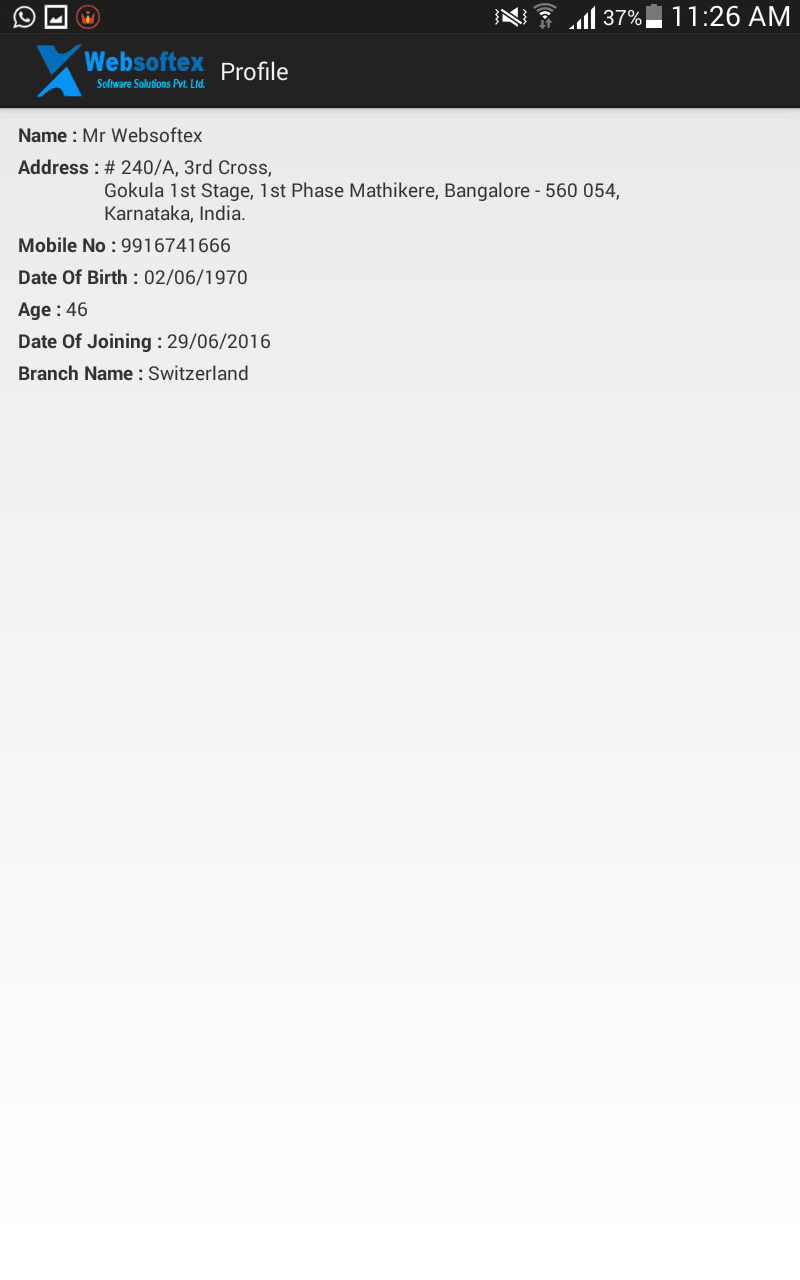 37% 11:26 AM
Websoftex
Software Solutions Pvt. Ltd.
Profile
Name : Mr Websoftex
Address : # 240/A, 3rd Cross,
Gokula 1st Stage, 1st Phase Mathikere, Bangalore - 560 054,
Karnataka, India.
Mobile No : 9916741666
Date Of Birth : 02/06/1970
Age : 46
Date Of Joining : 29/06/2016
Branch Name : Switzerland